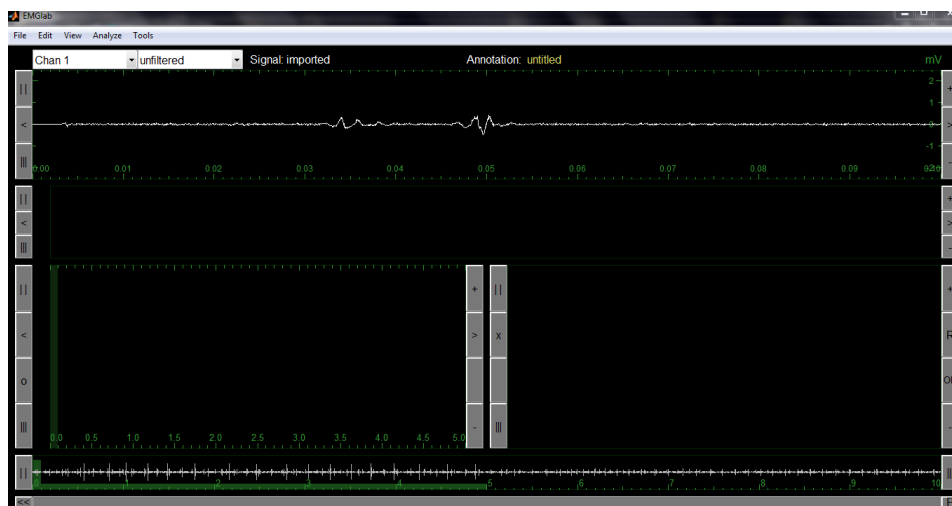 EMGlab
File Edit View Analyze Tools
Chan 1 unfiltered Signal: imported Annotation: untitled mV
|| + 2
1
< > 0
-1
||| -
0.00 0.01 0.02 0.03 0.04 0.05 0.06 0.07 0.08 0.09
|| +
< >
||| -
|| + || +
< > x R
o
||| - ||| -
0.0 0.5 1.0 1.5 2.0 2.5 3.0 3.5 4.0 4.5 5.0
||
0 1 2 3 4 5 6 7 8 9 10
<<